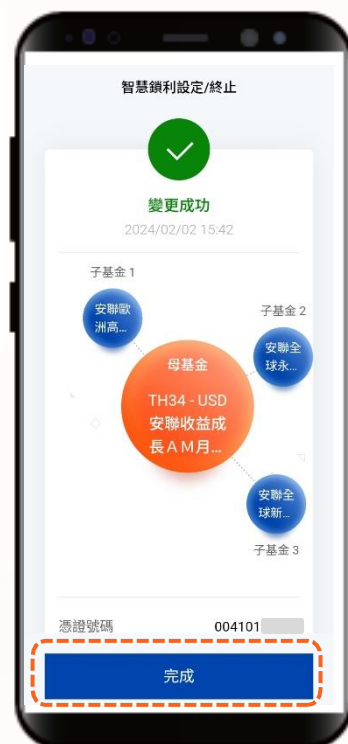 智慧鎖利設定/終止
變更成功
2024/02/02 15:42
子基金 1
安聯歐
洲高...
子基金 2
安聯全
球永...
母基金
TH34 - USD
安聯收益成
長ＡＭ月...
安聯全
球新...
子基金 3
憑證號碼 004101
完成